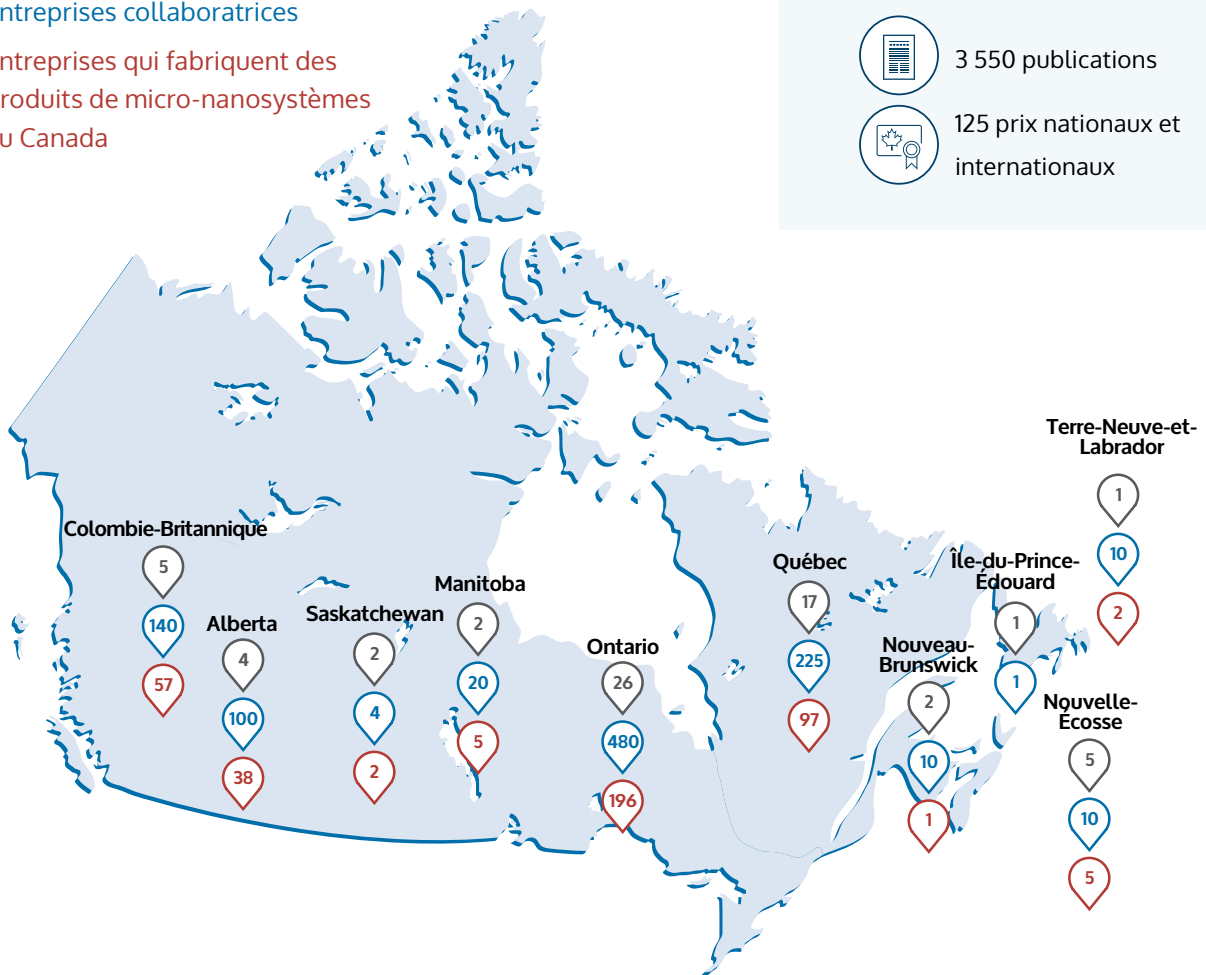 ntreprises collaboratrices
ntreprises qui fabriquent des
roduits de micro-nanosystèmes
u Canada
3 550 publications
125 prix nationaux et
internationaux
Terre-Neuve-et-
Labrador
1
10
2
Colombie-Britannique
5
140
57
Alberta
4
100
38
Saskatchewan
2
4
2
Manitoba
2
20
5
Ontario
26
480
196
Québec
17
225
97
Nouveau-
Brunswick
2
10
1
Île-du-Prince-
Édouard
1
1
Nouvelle-
Écosse
5
10
5